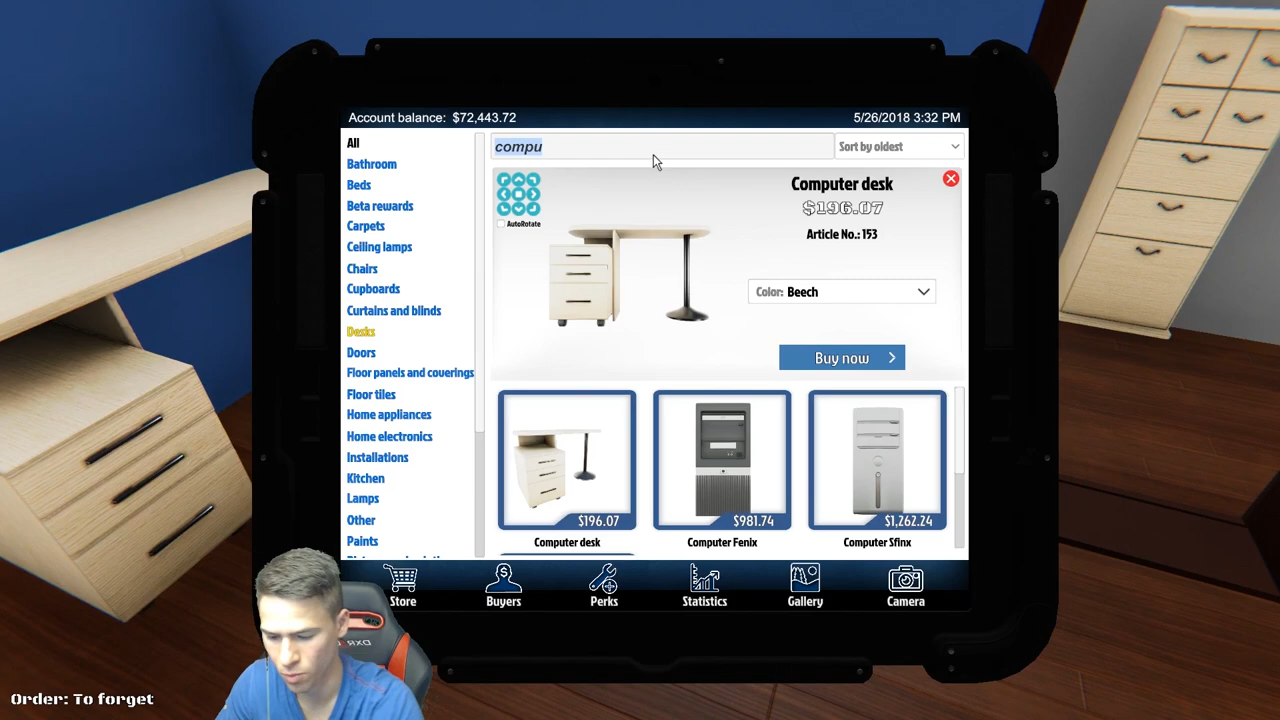 Account balance: $72,443.72
5/26/2018 3:32 PM
All
Bathroom
Beds
Beta rewards
Carpets
Ceiling lamps
Chairs
Cupboards
Curtains and blinds
Desks
Doors
Floor panels and coverings
Floor tiles
Home appliances
Home electronics
Installations
Kitchen
Lamps
Other
Paints
compu
Sort by oldest
AutoRotate
Computer desk
$196.07
Article No.: 153
Color: Beech
Buy now
$196.07
Computer desk
$981.74
Computer Fenix
$1,262.24
Computer Sfinx
Store
Buyers
Perks
Statistics
Gallery
Camera
Order: To forget